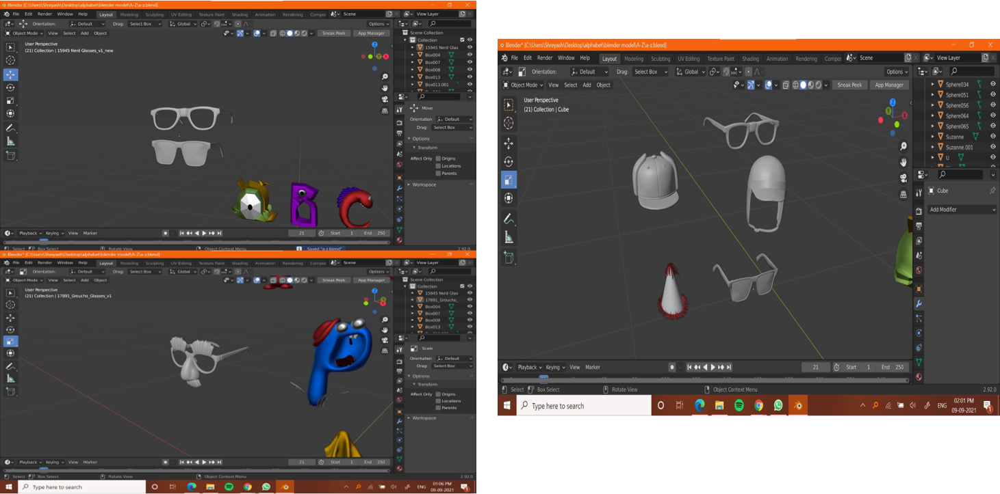 Blender [C:\Users\Shreyash\Desktop\alphabet\blender model\A-Z\a-z.blend]
File Edit Render Window Help Layout Modeling Sculpting UV Editing Texture Paint Shading Animation Rendering Compos Scene View Layer
Orientation: Default Drag: Select Box Global Options
Object Mode View Select Add Object Sneak Peek App Manager
User Perspective
(21) Collection | 15945 Nerd Glasses_v1_new
Scene Collection
Collection
15945 Nerd Glas
Box004
Box007
Box008
Box013
Box013.001
Move
Orientation Default
Drag: Select Box
Options
Transform
Affect Only Origins
Locations
Parents
Workspace
Playback Keying View Marker 21 Start 1 End 250
Select Box Select Rotate View Object Context Menu Saved "a-z.blend" 2.92.0
Blender* [C:\Users\Shreyash\Desktop\alphabet\blender model\A-Z\a-z.blend]
File Edit Render Window Help Layout Modeling Sculpting UV Editing Texture Paint Shading Animation Rendering Compos Scene View Layer
Orientation: Default Drag: Select Box Global Options
Object Mode View Select Add Object Sneak Peek App Manager
User Perspective
(21) Collection | 17891_Groucho_Glasses_v1
Scene Collection
Collection
15945 Nerd Glas
17891_Groucho_
Box004
Box007
Box008
Box013
Scale
Orientation Default
Drag: Select Box
Options
Transform
Affect Only Origins
Locations
Parents
Workspace
Playback Keying View Marker 21 Start 1 End 250
Select Box Select Rotate View Object Context Menu 2.92.0
Type here to search ENG 01:06 PM
09-09-2021
Blender* [C:\Users\Shreyash\Desktop\alphabet\blender model\A-Z\a-z.blend]
File Edit Render Window Help Layout Modeling Sculpting UV Editing Texture Paint Shading Animation Rendering Compos Scene View Layer
Orientation: Default Drag: Select Box Global Options
Object Mode View Select Add Object Sneak Peek App Manager
User Perspective
(21) Collection | Cube
Sphere034
Sphere051
Sphere056
Sphere064
Sphere065
Suzanne
Suzanne.001
U
Cube
Add Modifier
Playback Keying View Marker 21 Start 1 End 250
Select Box Select Rotate View Object Context Menu 2.92.0
Type here to search ENG 02:01 PM
09-09-2021 1